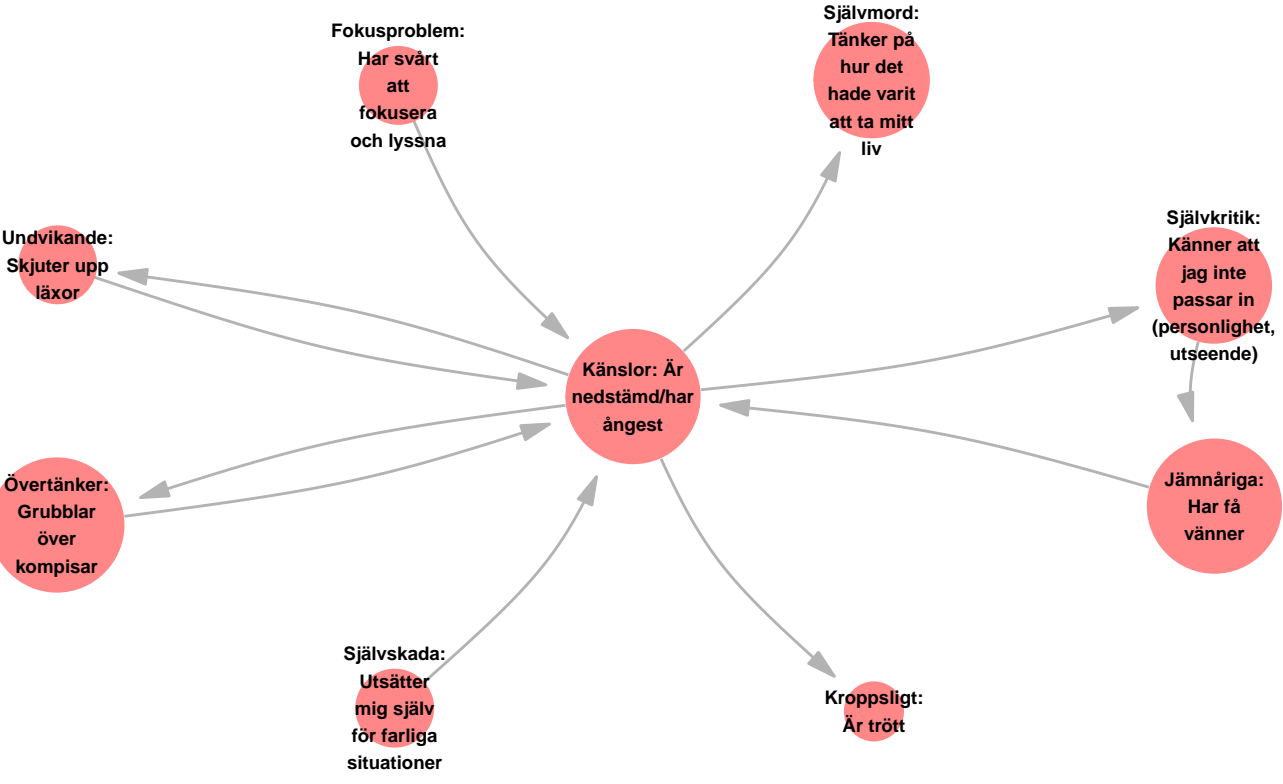 Fokusproblem:
Har svårt
att
fokusera
och lyssna
Självmord:
Tänker på
hur det
hade varit
att ta mitt
liv
Undvikande:
Skjuter upp
läxor
Självkritik:
Känner att
jag inte
passar in
(personlighet,
utseende)
Känslor: Är
nedstämd/har
ångest
Övertänker:
Grubblar
över
kompisar
Jämnåriga:
Har få
vänner
Självskada:
Utsätter
mig själv
för farliga
situationer
Kroppsligt:
Är trött